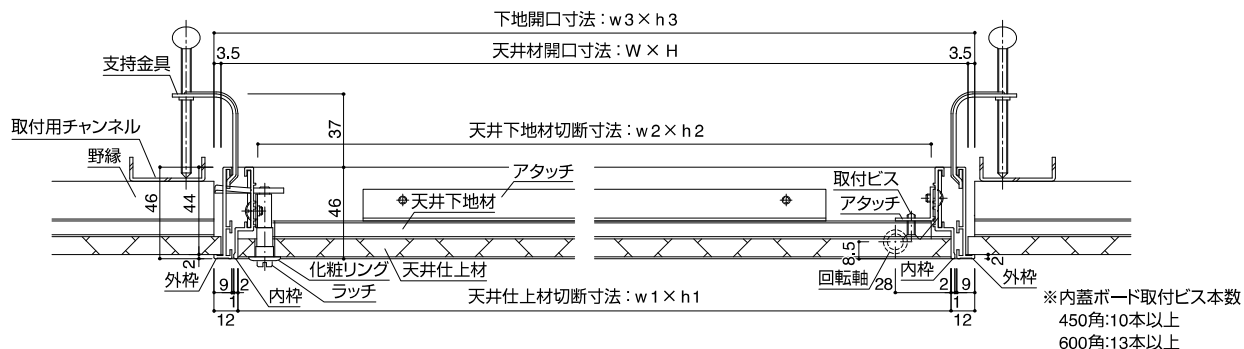 下地開口寸法：w3×h3
3.5
天井材開口寸法：W×H
3.5
支持金具
37
天井下地材切断寸法：w2×h2
取付用チャンネル
野縁
46
44
46
アタッチ
天井下地材
取付ビス
アタッチ
2
8.5
2
外枠
化粧リング
天井仕上材
回転軸
内枠
外枠
9
2
内枠
ラッチ
28
2
9
1
天井仕上材切断寸法：w1×h1
1
12
12
※内蓋ボード取付ビス本数
450角:10本以上
600角:13本以上